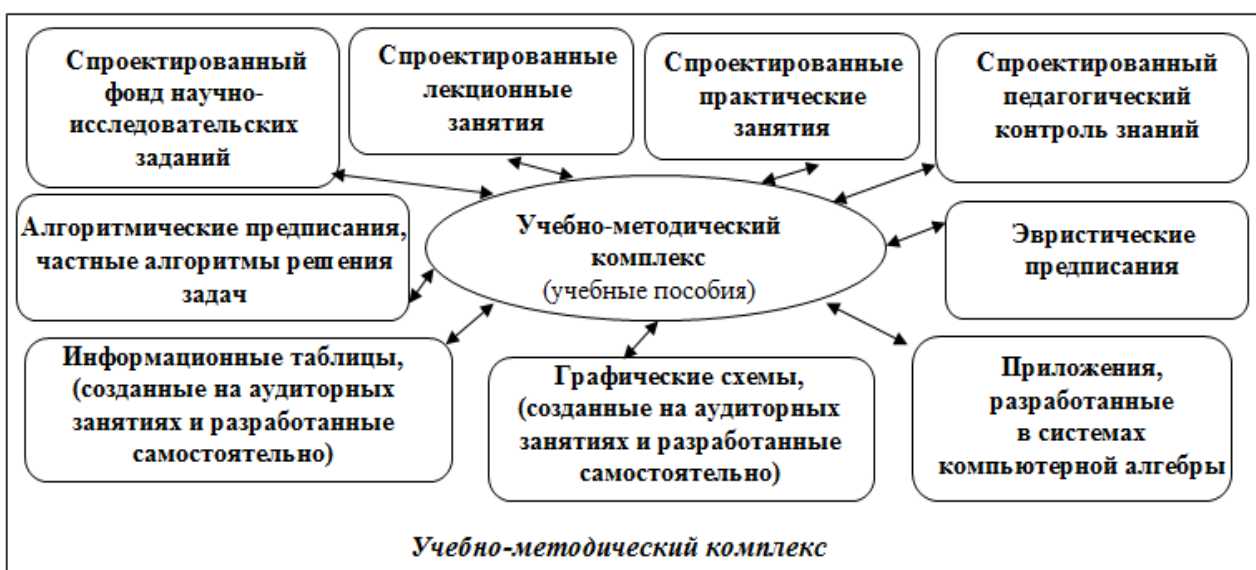 Спроектированный
фонд научно-
исследовательских
заданий
Спроектированные
лекционные
занятия
Спроектированные
практические
занятия
Спроектированный
педагогический
контроль знаний
Алгоритмические предписания,
частные алгоритмы решения
задач
Учебно-методический
комплекс
(учебные пособия)
Эвристические
предписания
Информационные таблицы,
(созданные на аудиторных
занятиях и разработанные
самостоятельно)
Графические схемы,
(созданные на аудиторных
занятиях и разработанные
самостоятельно)
Приложения,
разработанные
в системах
компьютерной алгебры
Учебно-методический комплекс